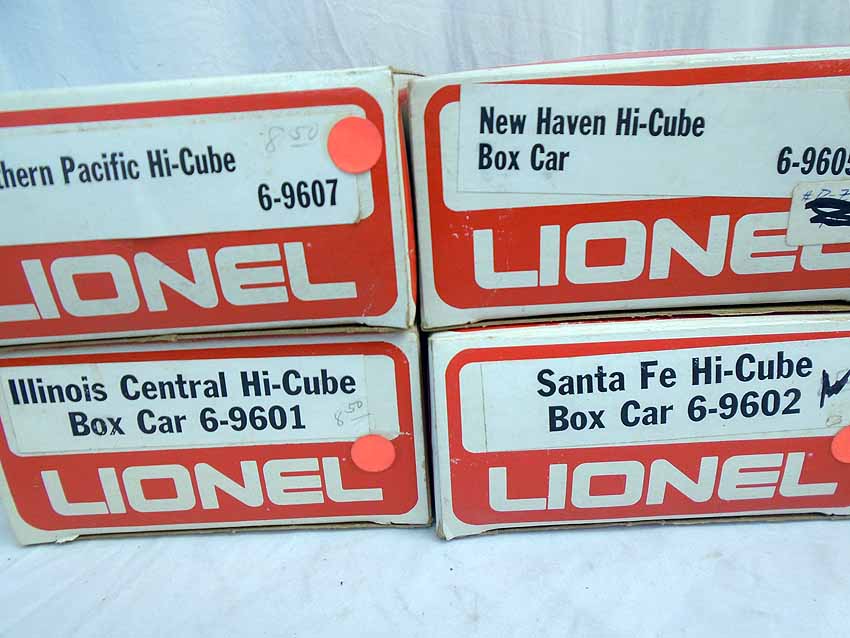 thern Pacific Hi-Cube
8.50
6-9607
LIONEL
New Haven Hi-Cube
Box Car
6-9605
LIONEL
Illinois Central Hi-Cube
Box Car 6-9601
8.50
LIONEL
Santa Fe Hi-Cube
Box Car 6-9602
LIONEL